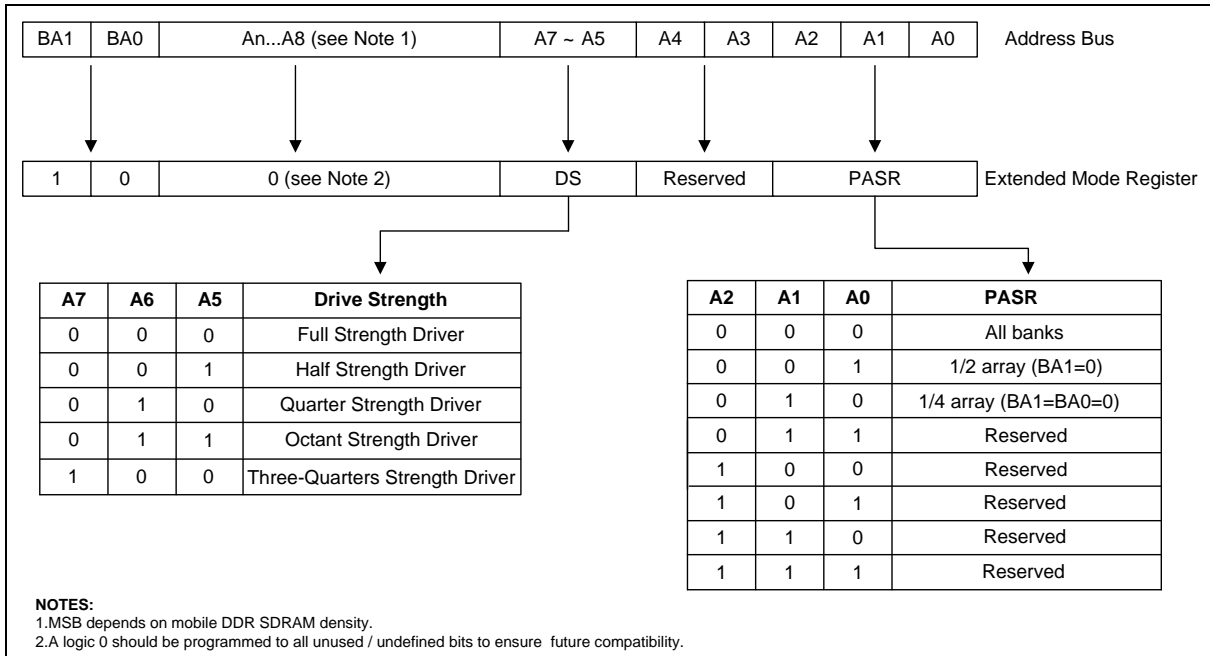 BA1 BA0 An...A8 (see Note 1) A7 ~ A5 A4 A3 A2 A1 A0 Address Bus
1 0 0 (see Note 2) DS Reserved PASR Extended Mode Register
A7 A6 A5 Drive Strength
0 0 0 Full Strength Driver
0 0 1 Half Strength Driver
0 1 0 Quarter Strength Driver
0 1 1 Octant Strength Driver
1 0 0 Three-Quarters Strength Driver
A2 A1 A0 PASR
0 0 0 All banks
0 0 1 1/2 array (BA1=0)
0 1 0 1/4 array (BA1=BA0=0)
0 1 1 Reserved
1 0 0 Reserved
1 0 1 Reserved
1 1 0 Reserved
1 1 1 Reserved
NOTES:
1.MSB depends on mobile DDR SDRAM density.
2.A logic 0 should be programmed to all unused / undefined bits to ensure future compatibility.